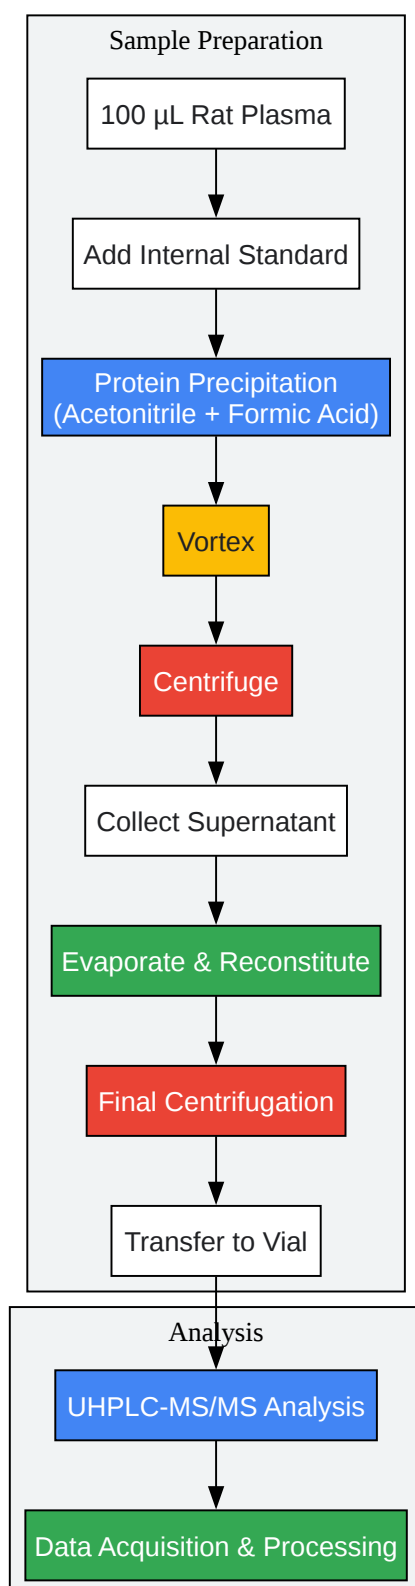 Sample Preparation
100 µL Rat Plasma
Add Internal Standard
Protein Precipitation
(Acetonitrile + Formic Acid)
Vortex
Centrifuge
Collect Supernatant
Evaporate & Reconstitute
Final Centrifugation
Transfer to Vial
Analysis
UHPLC-MS/MS Analysis
Data Acquisition & Processing